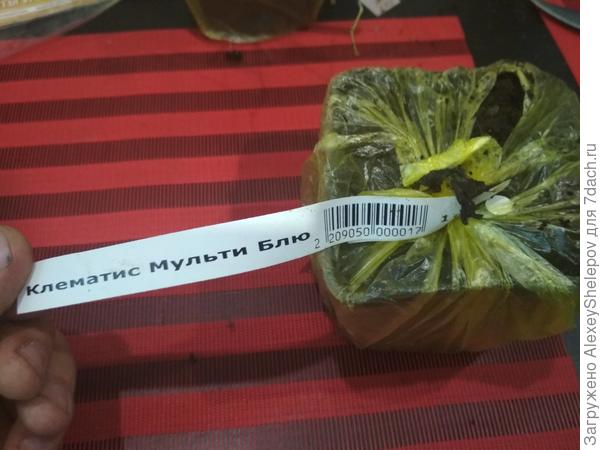 Клематис Мульти Блю
2 209050 000017
Загружено AlexeyShelepov для 7dach.ru